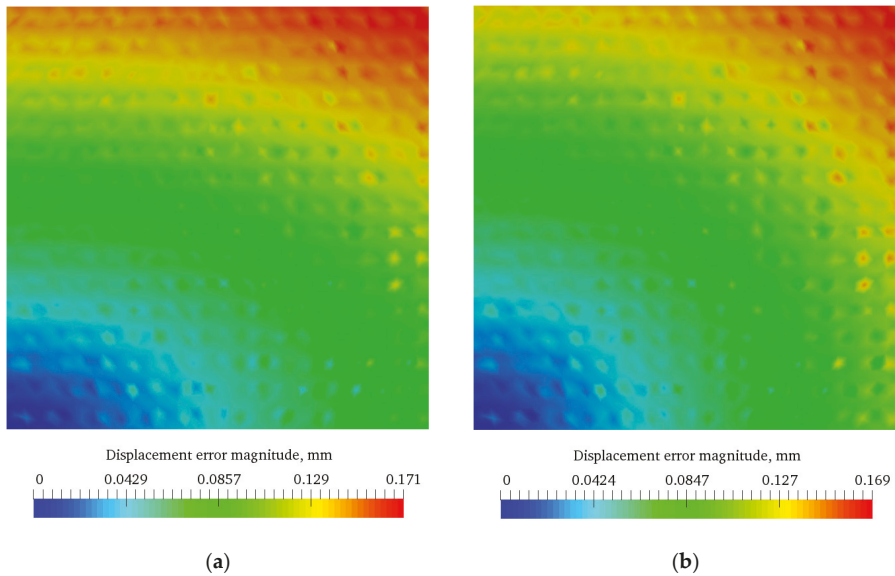 Displacement error magnitude, mm
0 0.0429 0.0857 0.129 0.171
(a)
Displacement error magnitude, mm
0 0.0424 0.0847 0.127 0.169
(b)